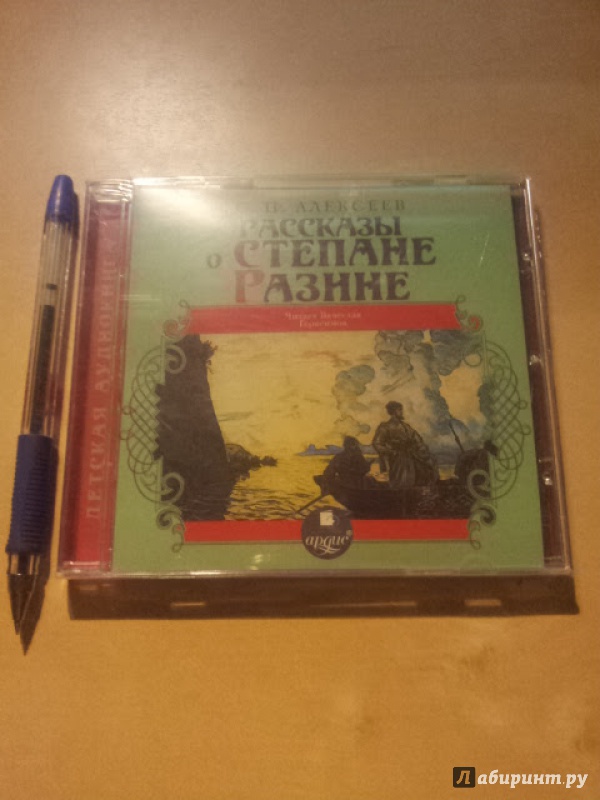 П. АЛЕКСЕЕВ
РАССКАЗЫ
о СТЕПАНЕ
РАЗИНЕ
Читает Вячеслав
Герасимов
ардис
ДЕТСКАЯ АУДИОКНИГА
Лабиринт.ру